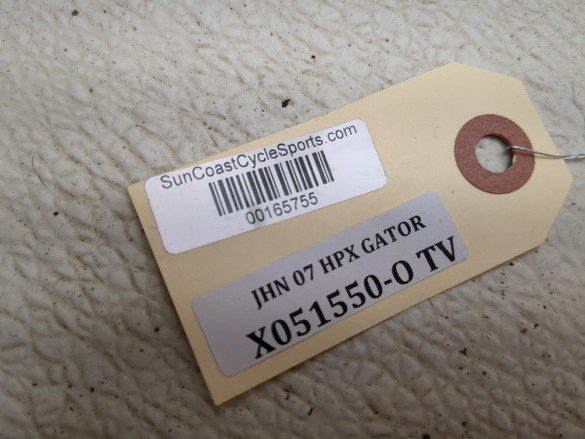 SunCoastCycleSports.com
00165755
JHN 07 HPX GATOR
X051550-O TV